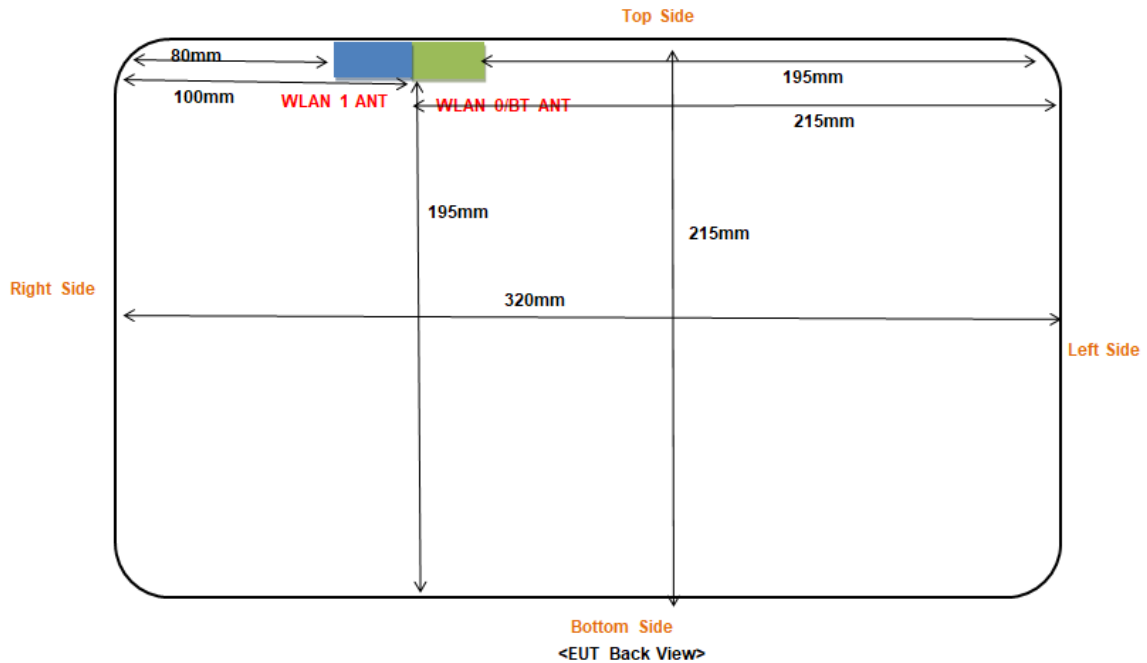 Top Side
80mm
195mm
100mm
WLAN 1 ANT
WLAN 0/BT ANT
215mm
195mm
215mm
Right Side
320mm
Left Side
Bottom Side
<EUT Back View>